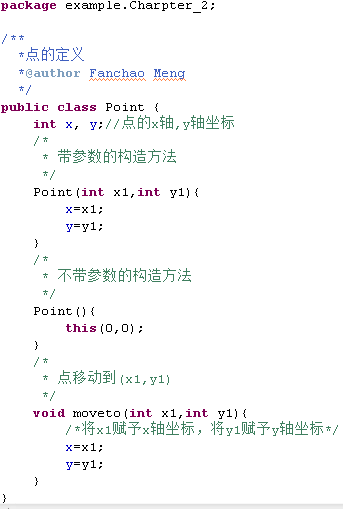 package example.Charpter_2;
/**
 *点的定义
 *@author Fanchao Meng
 */
public class Point {
    int x, y;//点的x轴,y轴坐标
    /*
     * 带参数的构造方法
     */
    Point(int x1,int y1){
        x=x1;
        y=y1;
    }
    /*
     * 不带参数的构造方法
     */
    Point(){
        this(0,0);
    }
    /*
     * 点移动到(x1,y1)
     */
    void moveto(int x1,int y1){
        /*将x1赋予x轴坐标，将y1赋予y轴坐标*/
        x=x1;
        y=y1;
    }
}